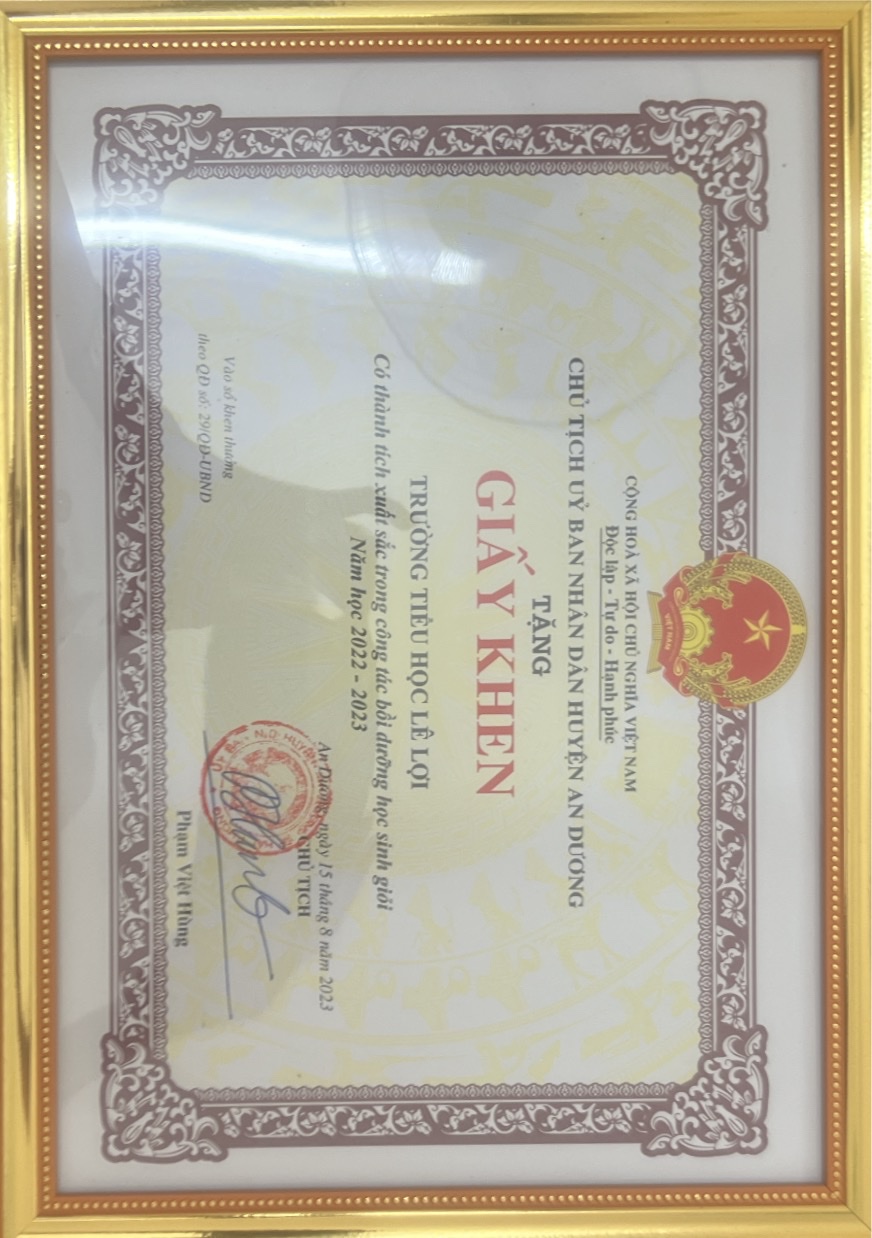 VIỆT NAM
CỘNG HOÀ XÃ HỘI CHỦ NGHĨA VIỆT NAM
Độc lập - Tự do - Hạnh phúc
CHỦ TỊCH UỶ BAN NHÂN DÂN HUYỆN AN DƯƠNG
TẶNG
GIẤY KHEN
TRƯỜNG TIỂU HỌC LÊ LỢI
Có thành tích xuất sắc trong công tác bồi dưỡng học sinh giỏi
Năm học 2022 - 2023
An Dương, ngày 15 tháng 8 năm 2023
CHỦ TỊCH
Vào sổ khen thưởng
theo QĐ số: 29/QĐ-UBND
Phạm Việt Hùng